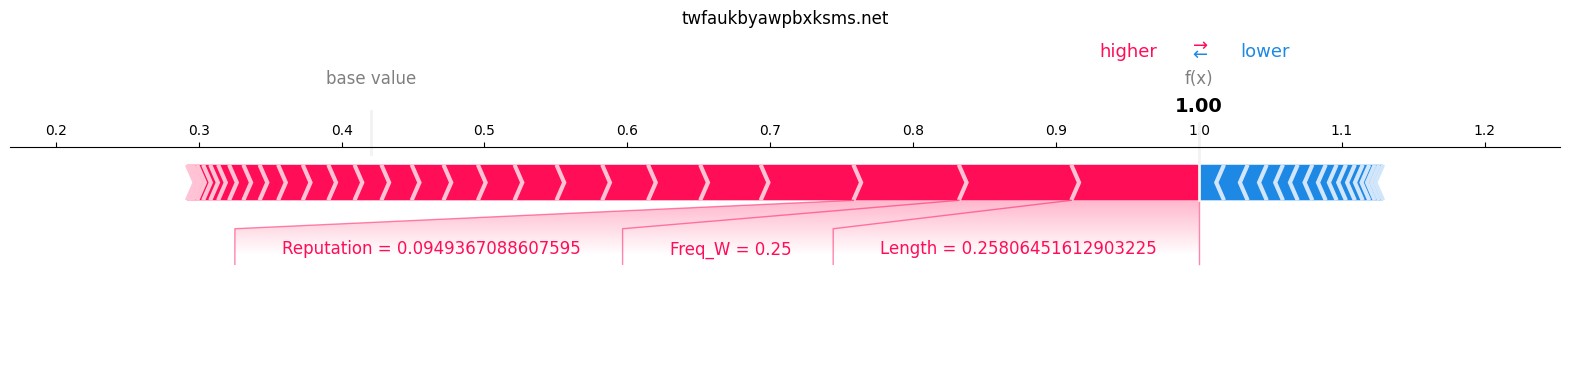 twfaukbyawpbxksms.net
higher ⇄ lower
base value
f(x)
1.00
0.2 0.3 0.4 0.5 0.6 0.7 0.8 0.9 1.0 1.1 1.2
Reputation = 0.0949367088607595
Freq_W = 0.25
Length = 0.25806451612903225